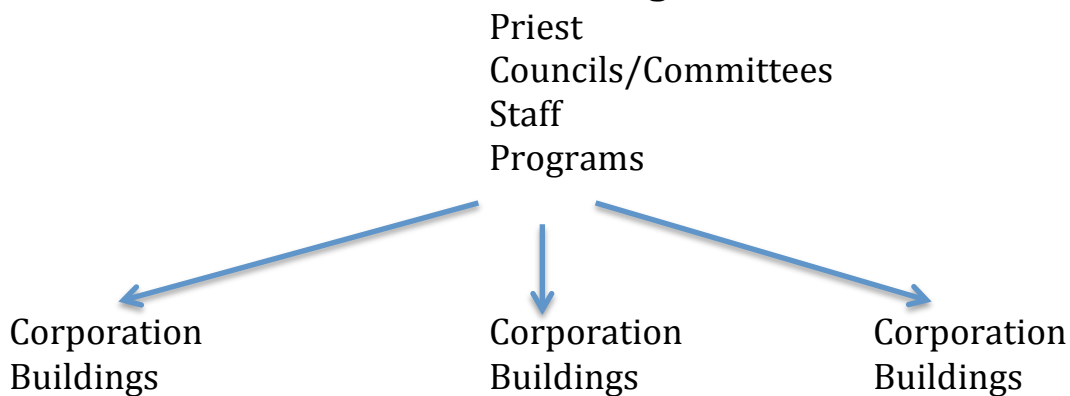 Priest
Councils/Committees
Staff
Programs
Corporation Corporation Corporation
Buildings Buildings Buildings